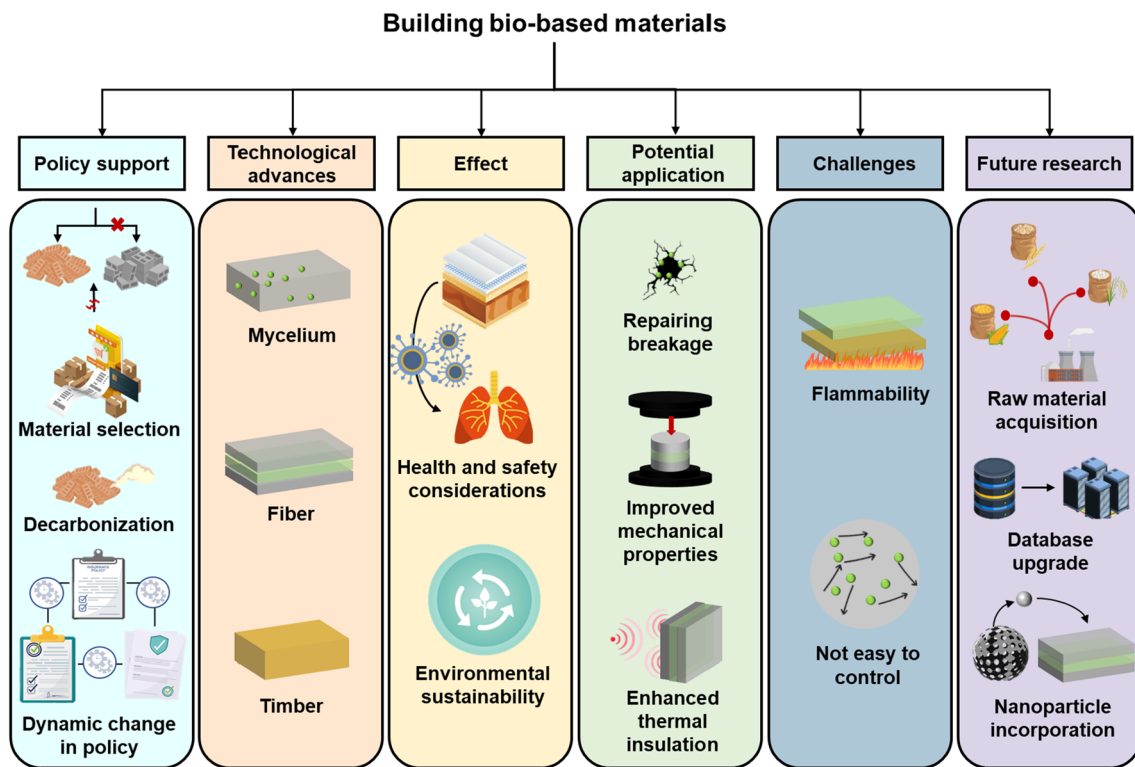 Building bio-based materials
Policy support
Technological
advances
Effect
Potential
application
Challenges
Future research
Material selection
Decarbonization
INSURANCE
POLICY
Dynamic change
in policy
Mycelium
Fiber
Timber
Health and safety
considerations
Environmental
sustainability
Repairing
breakage
Improved
mechanical
properties
Enhanced
thermal
insulation
Flammability
Not easy to
control
Raw material
acquisition
Database
upgrade
Nanoparticle
incorporation